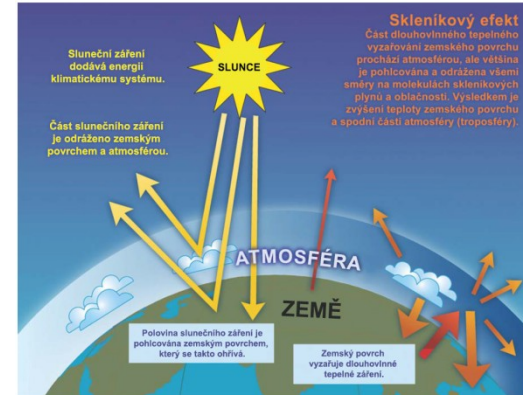 Skleníkový efekt
Část dlouhovlnného tepelného
vyzařování zemského povrchu
prochází atmosférou, ale většina
je pohlcována a odrážena všemi
směry na molekulách skleníkových
plynů a oblačností. Výsledkem je
zvýšení teploty zemského povrchu
a spodní části atmosféry (troposféry).
Sluneční záření
dodává energii
klimatickému systému.
SLUNCE
Část slunečního záření
je odráženo zemským
povrchem a atmosférou.
ATMOSFÉRA
ZEMĚ
Polovina slunečního záření je
pohlcována zemským povrchem,
který se takto ohřívá.
Zemský povrch
vyzařuje dlouhovlnné
tepelné záření.